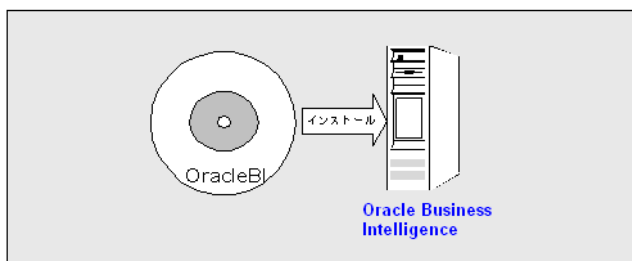 インストール
OracleBI
Oracle Business
Intelligence